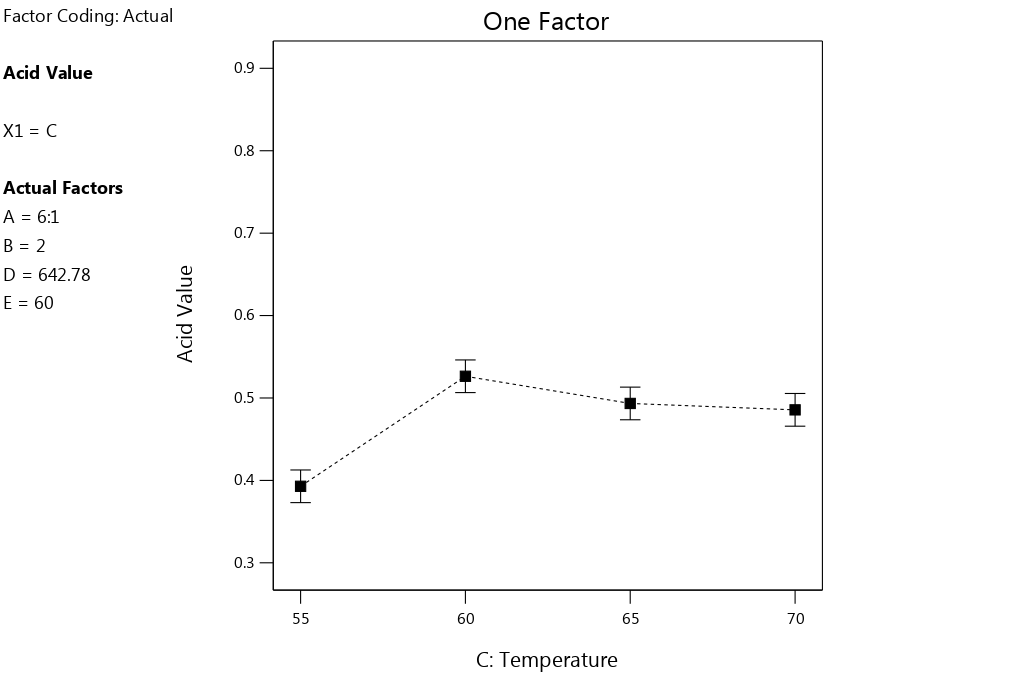 Factor Coding: Actual
Acid Value
X1 = C
Actual Factors
A = 6:1
B = 2
D = 642.78
E = 60
One Factor
Acid Value
0.9
0.8
0.7
0.6
0.5
0.4
0.3
55
60
65
70
C: Temperature